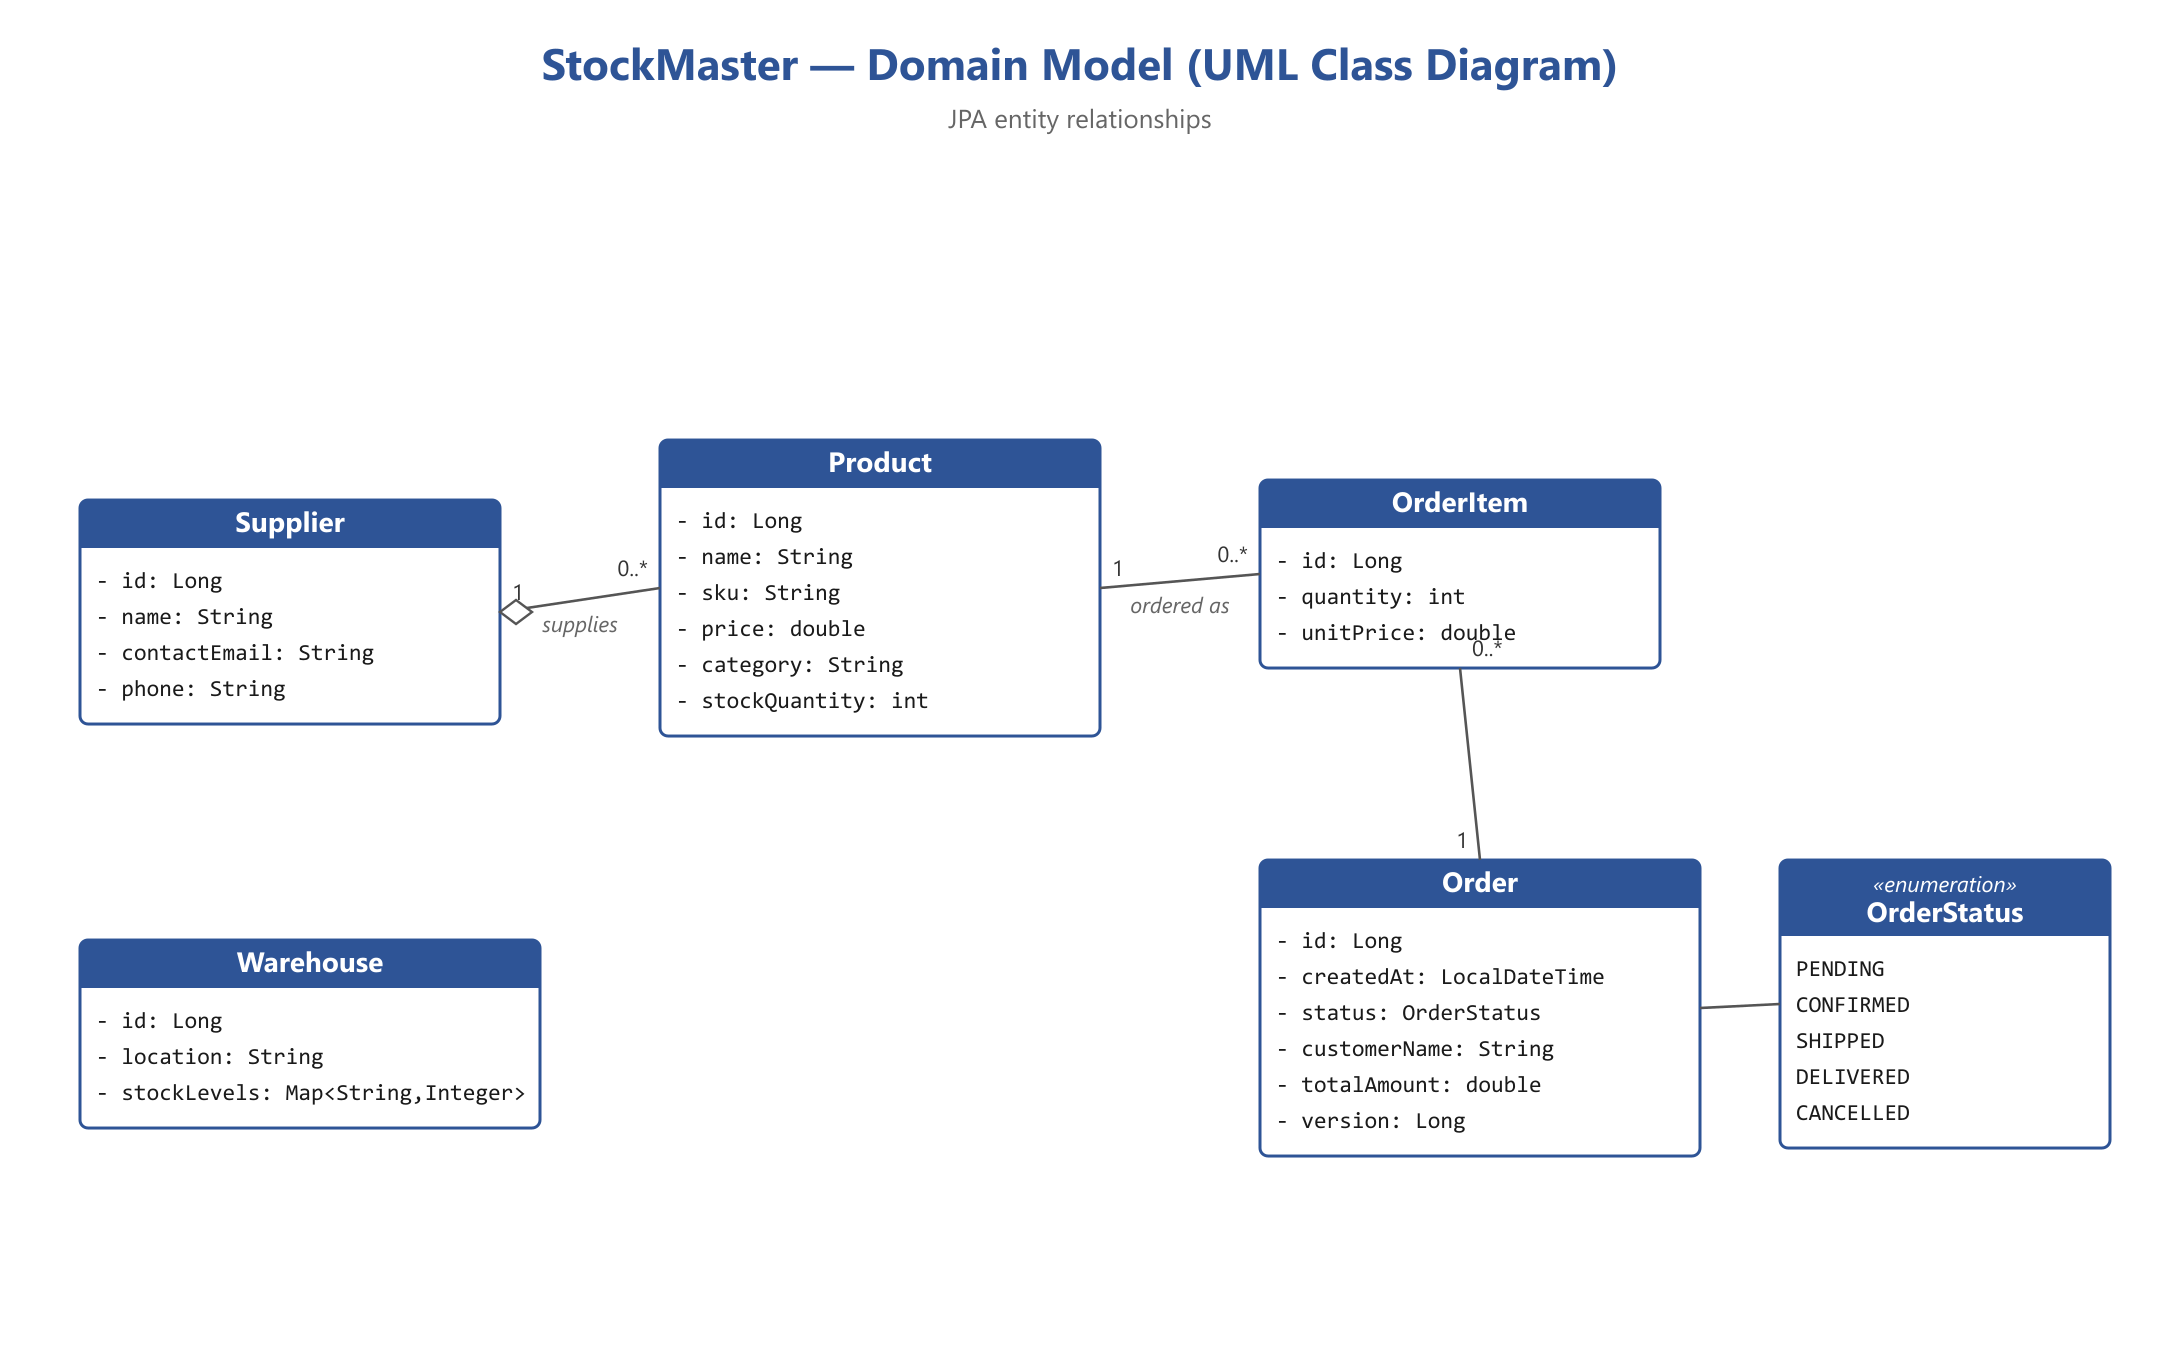 StockMaster — Domain Model (UML Class Diagram)
JPA entity relationships
Supplier
- id: Long
- name: String
- contactEmail: String
- phone: String
1
0..*
supplies
Product
- id: Long
- name: String
- sku: String
- price: double
- category: String
- stockQuantity: int
1
0..*
ordered as
OrderItem
- id: Long
- quantity: int
- unitPrice: double
0..*
1
Warehouse
- id: Long
- location: String
- stockLevels: Map<String,Integer>
Order
- id: Long
- createdAt: LocalDateTime
- status: OrderStatus
- customerName: String
- totalAmount: double
- version: Long
«enumeration»
OrderStatus
PENDING
CONFIRMED
SHIPPED
DELIVERED
CANCELLED